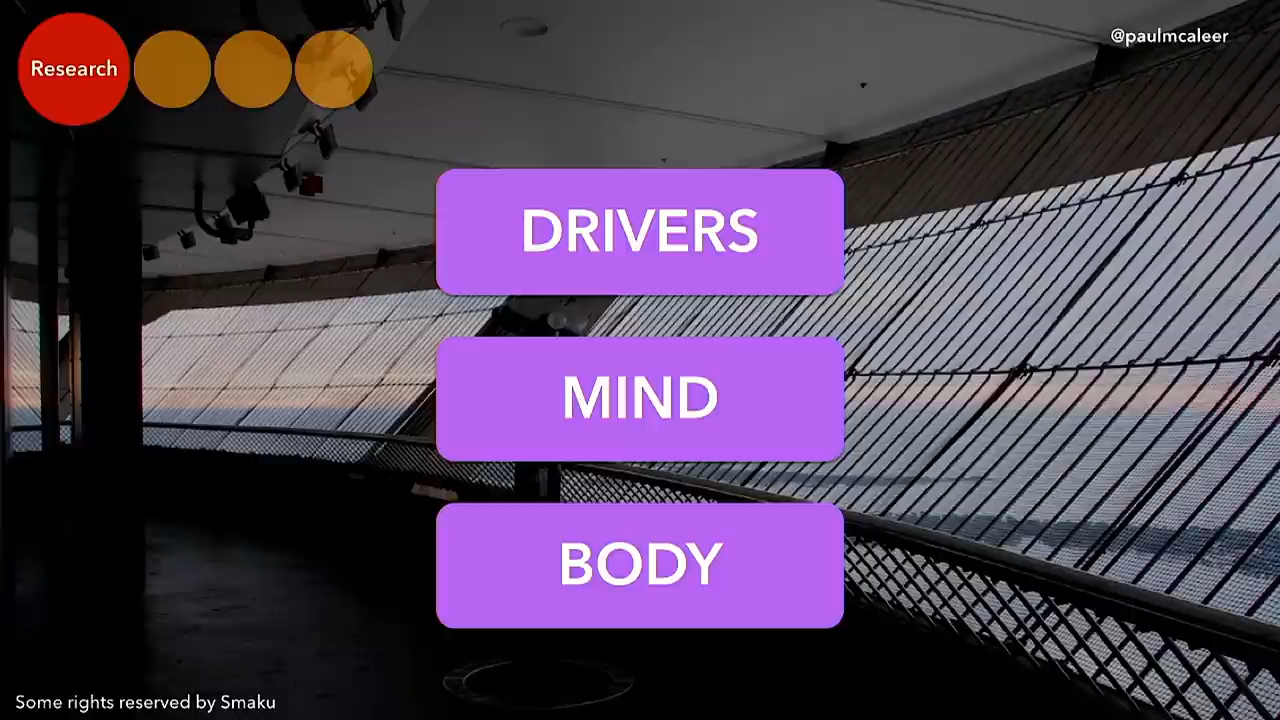 Research
@paulmcaleer
DRIVERS
MIND
BODY
Some rights reserved by Smaku